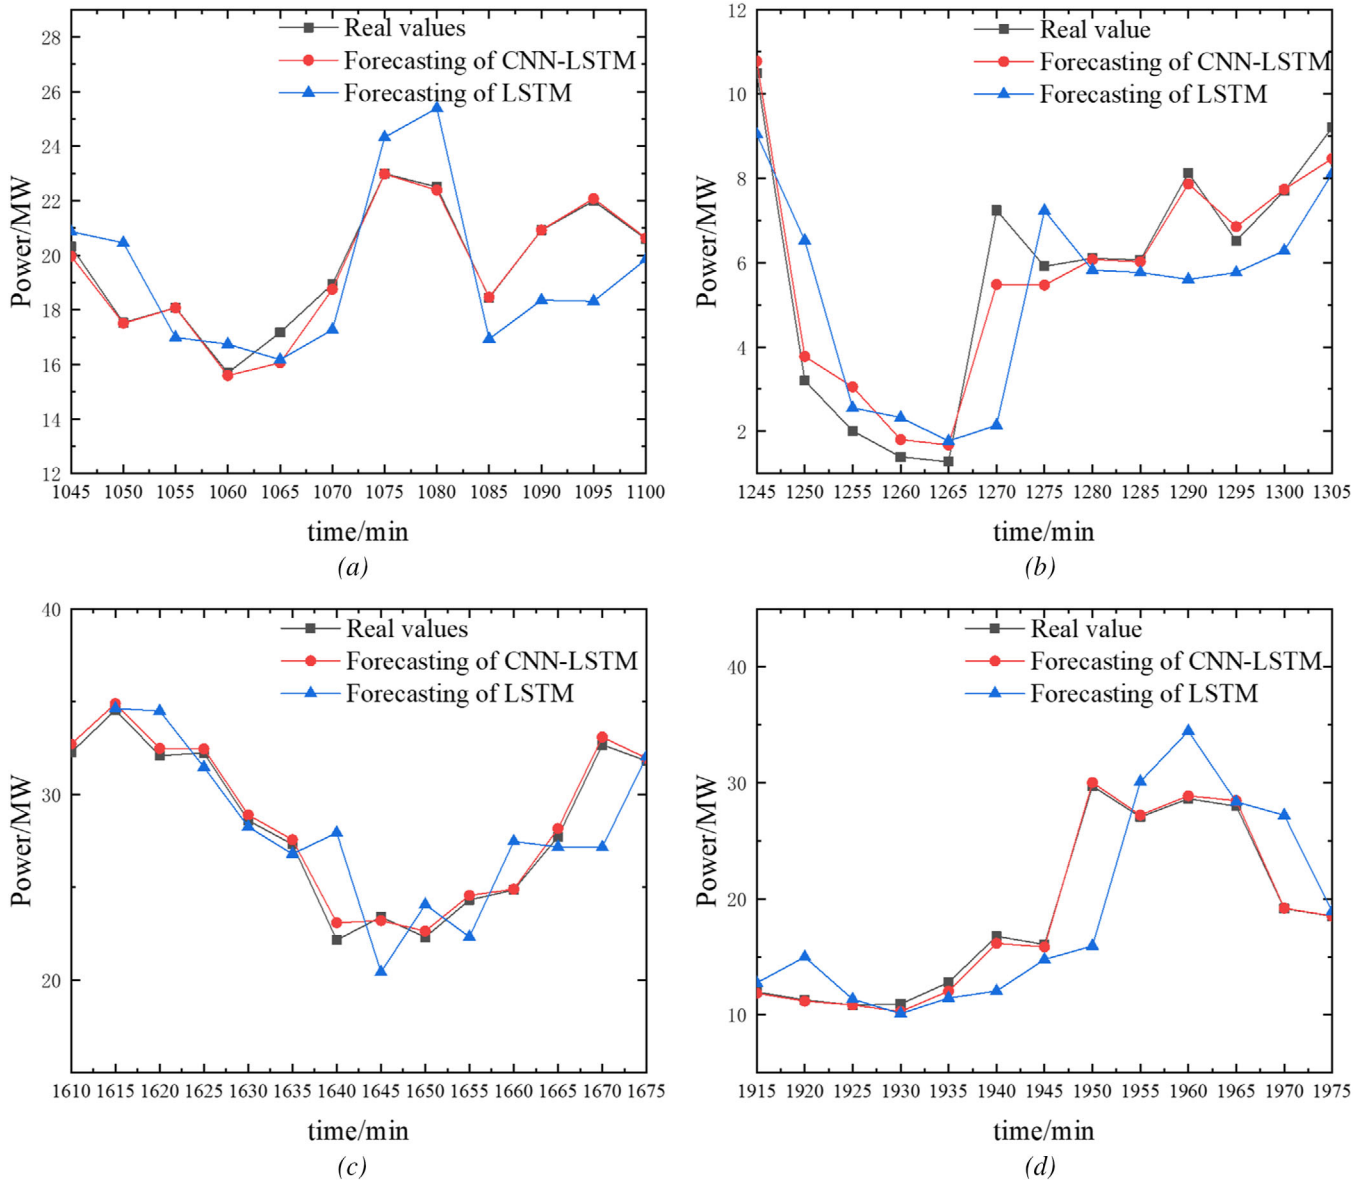 Real values
Forecasting of CNN-LSTM
Forecasting of LSTM
28
26
24
22
20
18
16
14
12
Power/MW
1045 1050 1055 1060 1065 1070 1075 1080 1085 1090 1095 1100
time/min
(a)
Real value
Forecasting of CNN-LSTM
Forecasting of LSTM
12
10
8
6
4
2
Power/MW
1245 1250 1255 1260 1265 1270 1275 1280 1285 1290 1295 1300 1305
time/min
(b)
Real values
Forecasting of CNN-LSTM
Forecasting of LSTM
40
30
20
Power/MW
1610 1615 1620 1625 1630 1635 1640 1645 1650 1655 1660 1665 1670 1675
time/min
(c)
Real value
Forecasting of CNN-LSTM
Forecasting of LSTM
40
30
20
10
Power/MW
1915 1920 1925 1930 1935 1940 1945 1950 1955 1960 1965 1970 1975
time/min
(d)